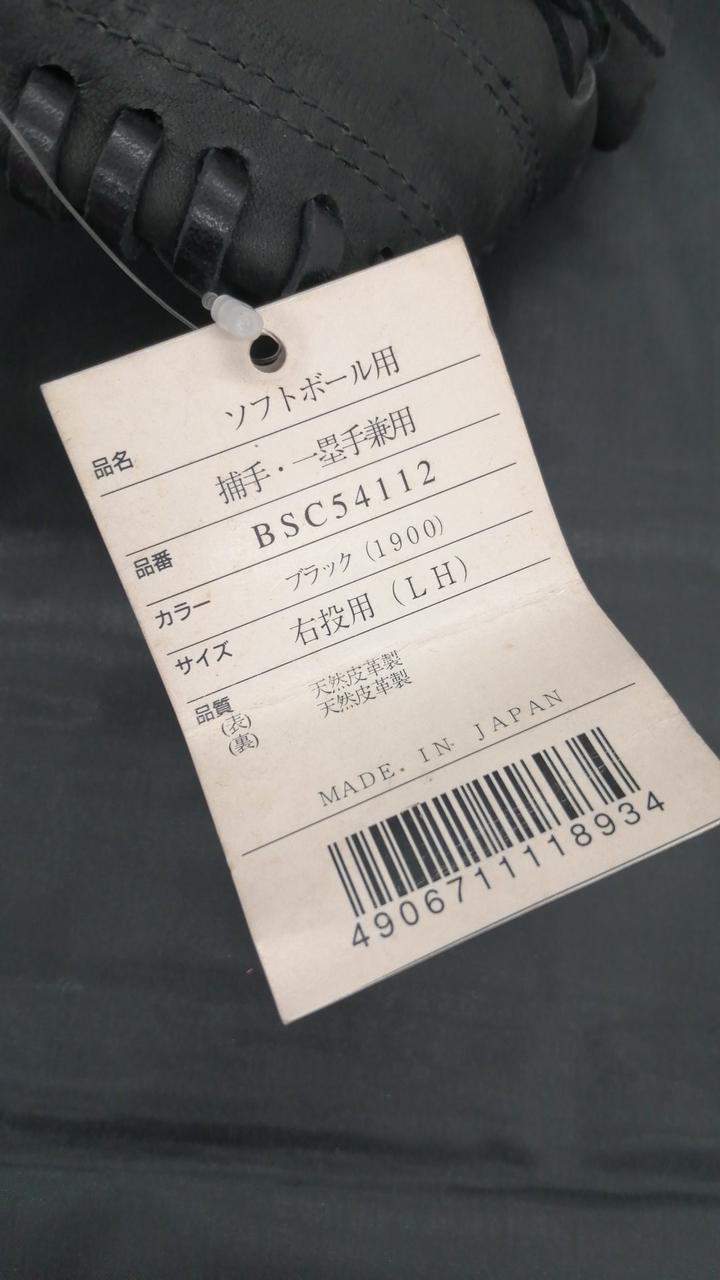 品名 ソフトボール用
捕手・一塁手兼用
品番 BSC54112
カラー ブラック（1900）
サイズ 右投用（LH）
品質(表) 天然皮革製
(裏) 天然皮革製
MADE IN JAPAN
4906711118934